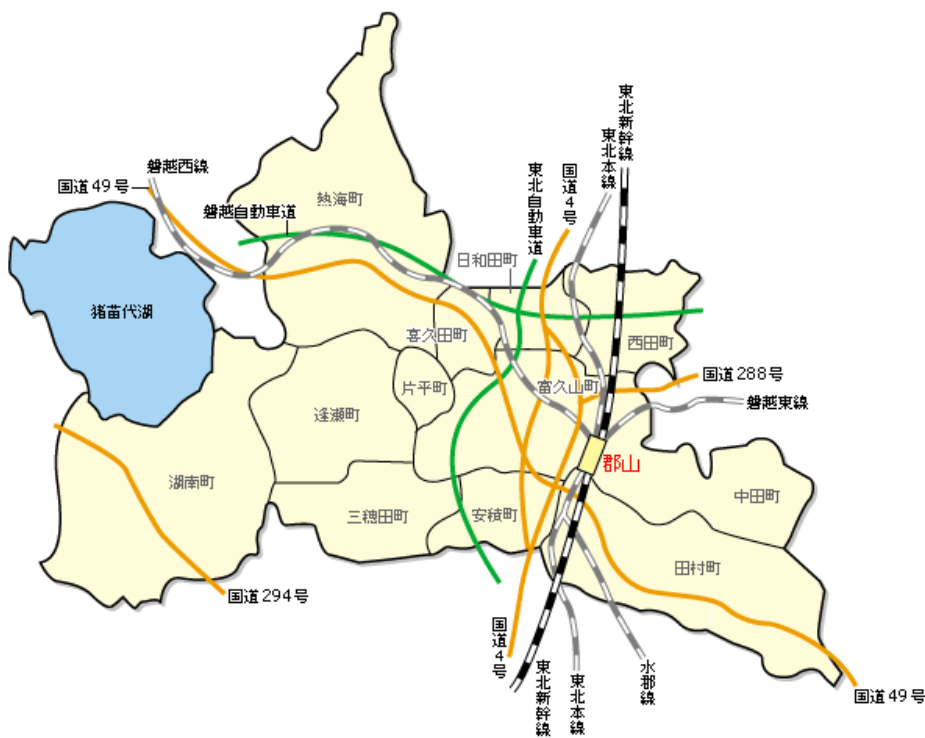 東北新幹線
東北本線
磐越西線
国道4号
東北自動車道
国道49号
熱海町
磐越自動車道
日和田町
猪苗代湖
喜久田町
西田町
国道288号
片平町
富久山町
磐越東線
逢瀬町
郡山
湖南町
中田町
三穂田町
安積町
田村町
国道294号
国道4号
東北新幹線
東北本線
水郡線
国道49号